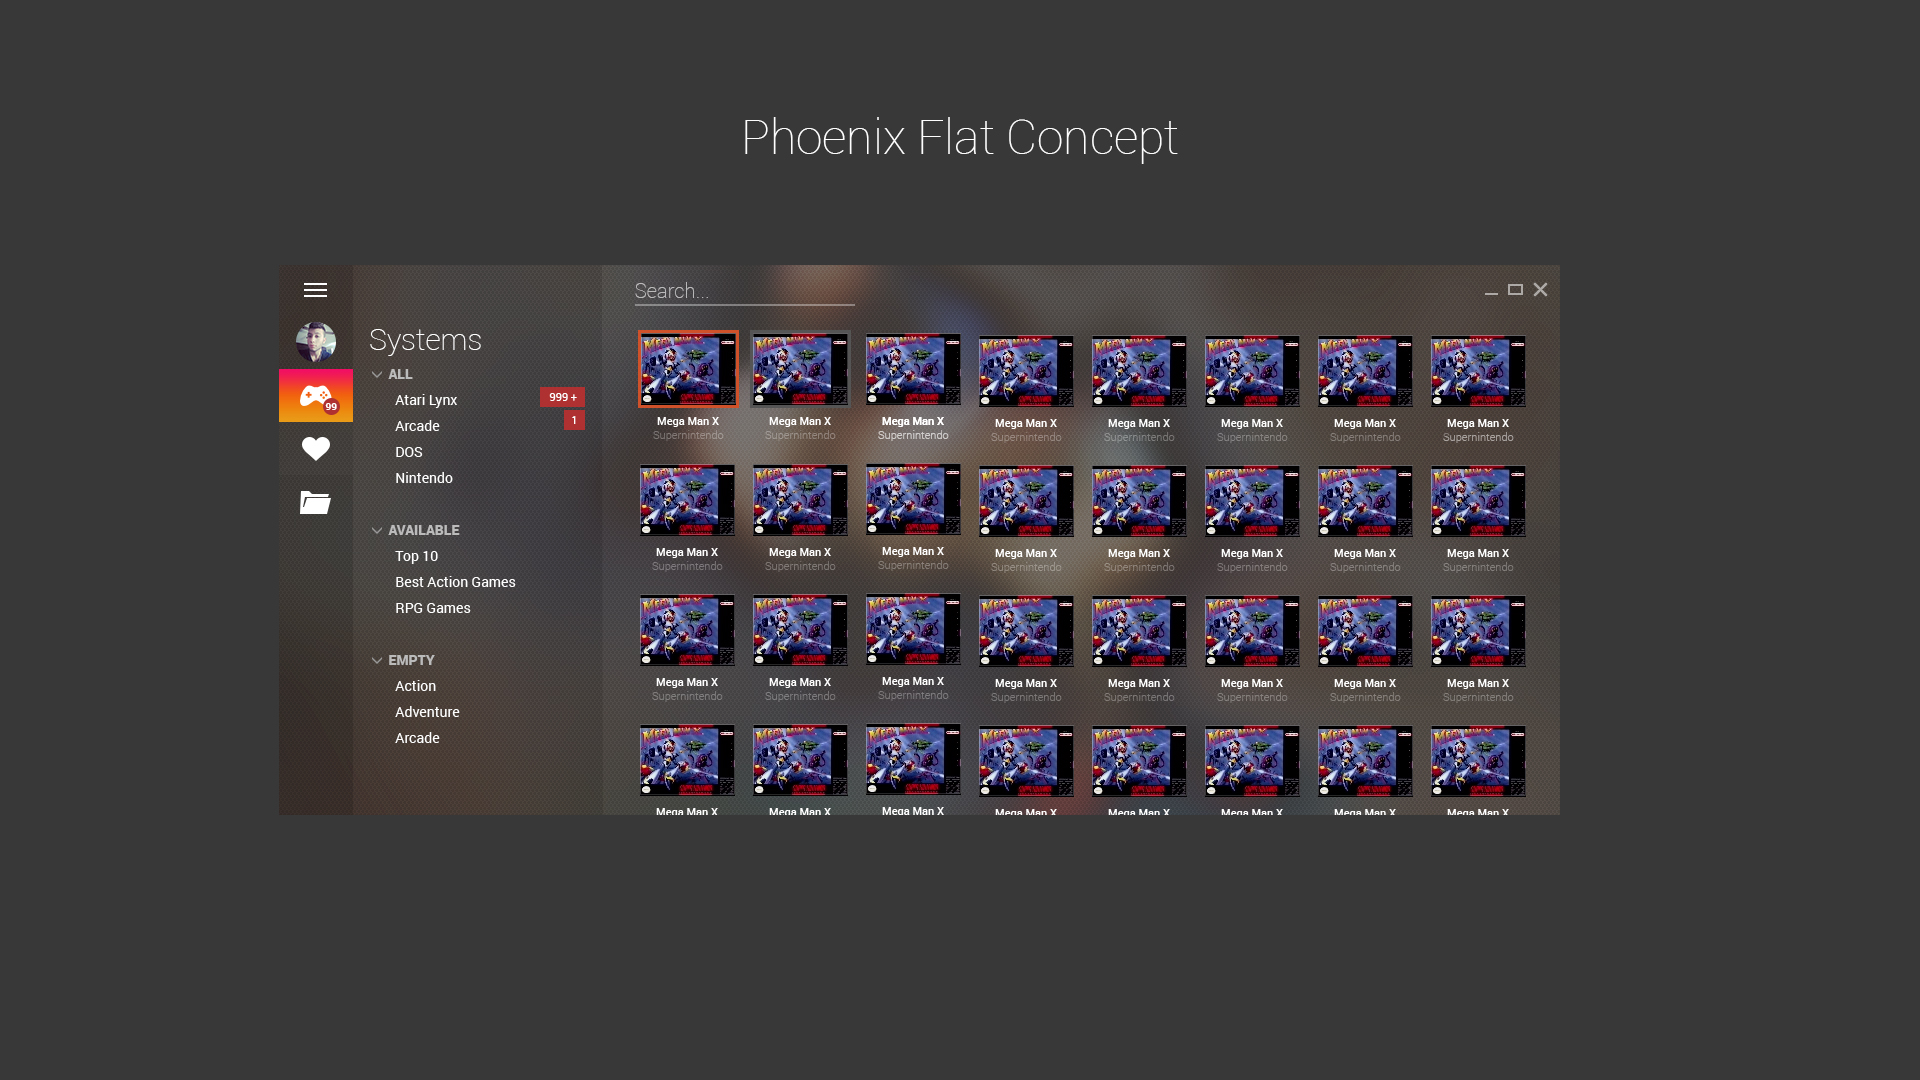 Phoenix Flat Concept
Search...
Systems
ALL
Atari Lynx 999 +
Arcade 1
DOS
Nintendo
AVAILABLE
Top 10
Best Action Games
RPG Games
EMPTY
Action
Adventure
Arcade
99
Mega Man X Mega Man X Mega Man X Mega Man X Mega Man X Mega Man X Mega Man X Mega Man X
Supernintendo Supernintendo Supernintendo Supernintendo Supernintendo Supernintendo Supernintendo Supernintendo
Mega Man X Mega Man X Mega Man X Mega Man X Mega Man X Mega Man X Mega Man X Mega Man X
Supernintendo Supernintendo Supernintendo Supernintendo Supernintendo Supernintendo Supernintendo Supernintendo
Mega Man X Mega Man X Mega Man X Mega Man X Mega Man X Mega Man X Mega Man X Mega Man X
Supernintendo Supernintendo Supernintendo Supernintendo Supernintendo Supernintendo Supernintendo Supernintendo
Mega Man X Mega Man X Mega Man X Mega Man X Mega Man X Mega Man X Mega Man X Mega Man X